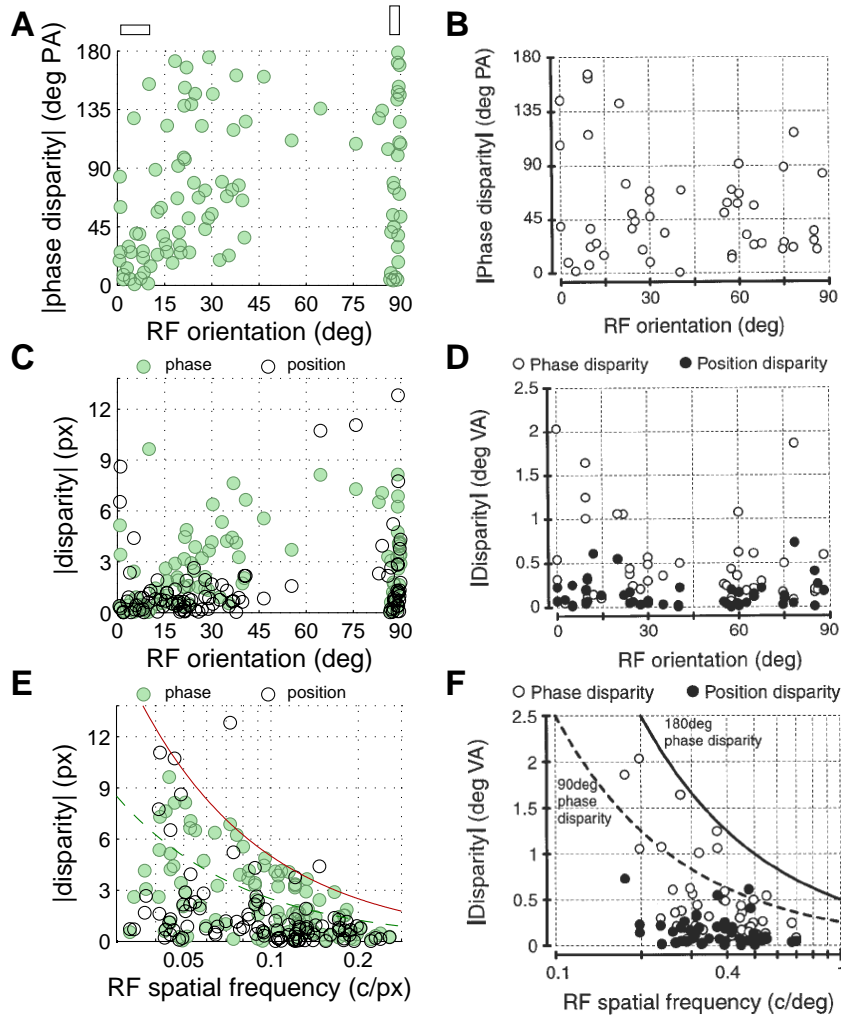 A
|phase disparity| (deg PA)
180
135
90
45
0
0 15 30 45 60 75 90
RF orientation (deg)
B
|Phase disparity| (deg PA)
180
135
90
45
0
0 30 60 90
RF orientation (deg)
C
phase position
|disparity| (px)
12
9
6
3
0
0 15 30 45 60 75 90
RF orientation (deg)
D
Phase disparity Position disparity
|Disparity| (deg VA)
2.5
2
1.5
1
0.5
0
0 30 60 90
RF orientation (deg)
E
phase position
|disparity| (px)
12
9
6
3
0
0.05 0.1 0.2
RF spatial frequency (c/px)
F
Phase disparity Position disparity
|Disparity| (deg VA)
2.5
2
1.5
1
0.5
0
180deg
phase disparity
90deg
phase
disparity
0.1 0.4 1
RF spatial frequency (c/deg)